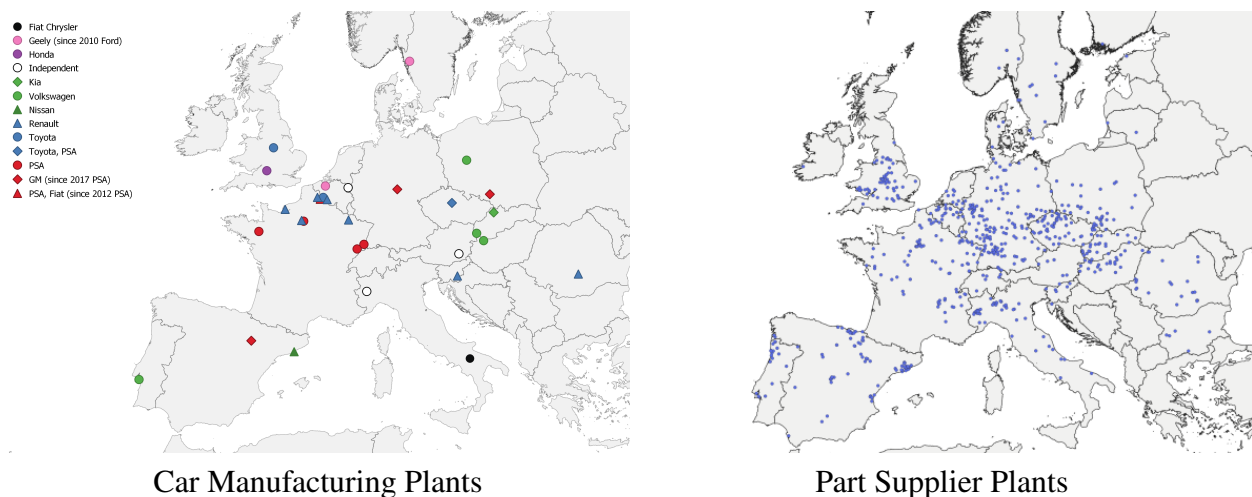 Fiat Chrysler
Geely (since 2010 Ford)
Honda
Independent
Kia
Volkswagen
Nissan
Renault
Toyota
Toyota, PSA
PSA
GM (since 2017 PSA)
PSA, Fiat (since 2012 PSA)
Car Manufacturing Plants
Part Supplier Plants